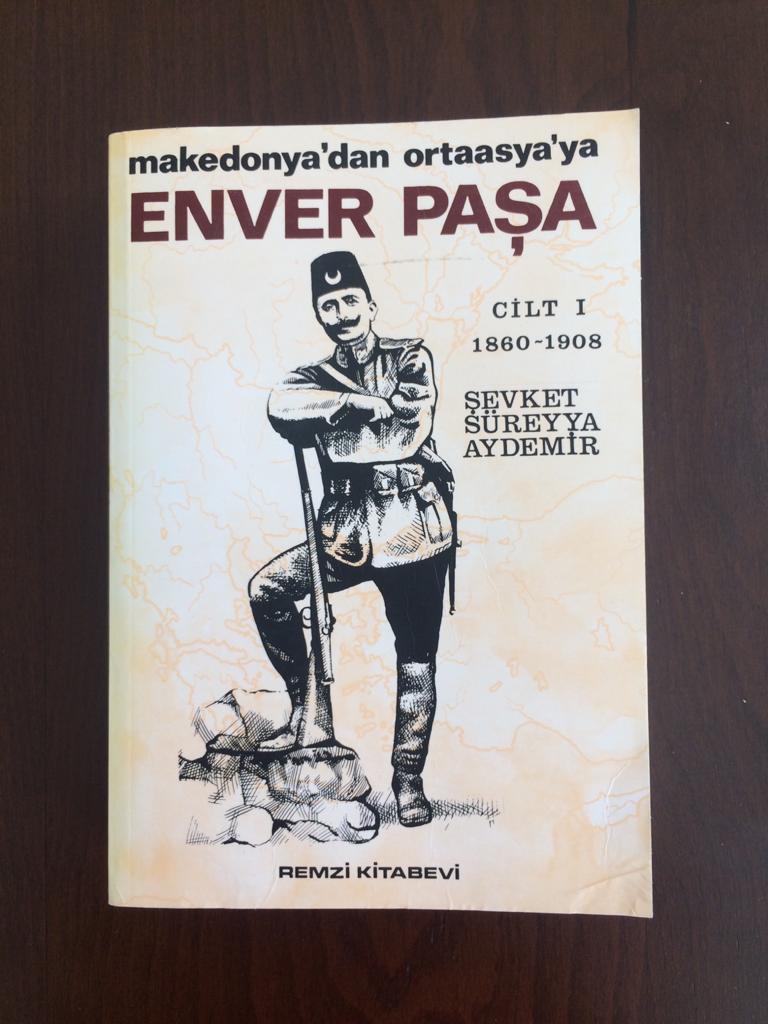 makedonya'dan ortaasya'ya
ENVER PAŞA
CİLT I
1860-1908
ŞEVKET
SÜREYYA
AYDEMİR
REMZİ KİTABEVİ